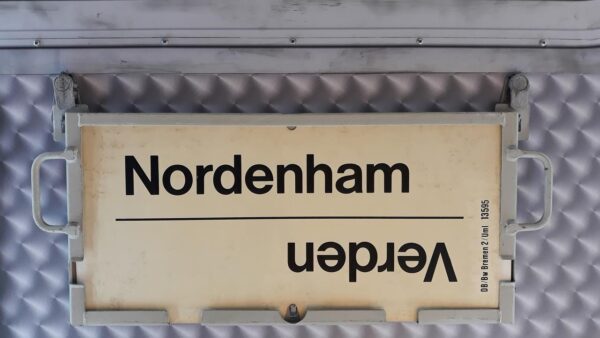 Nordenham
Verden
DB/Bw Bremen 2/Uml 13595